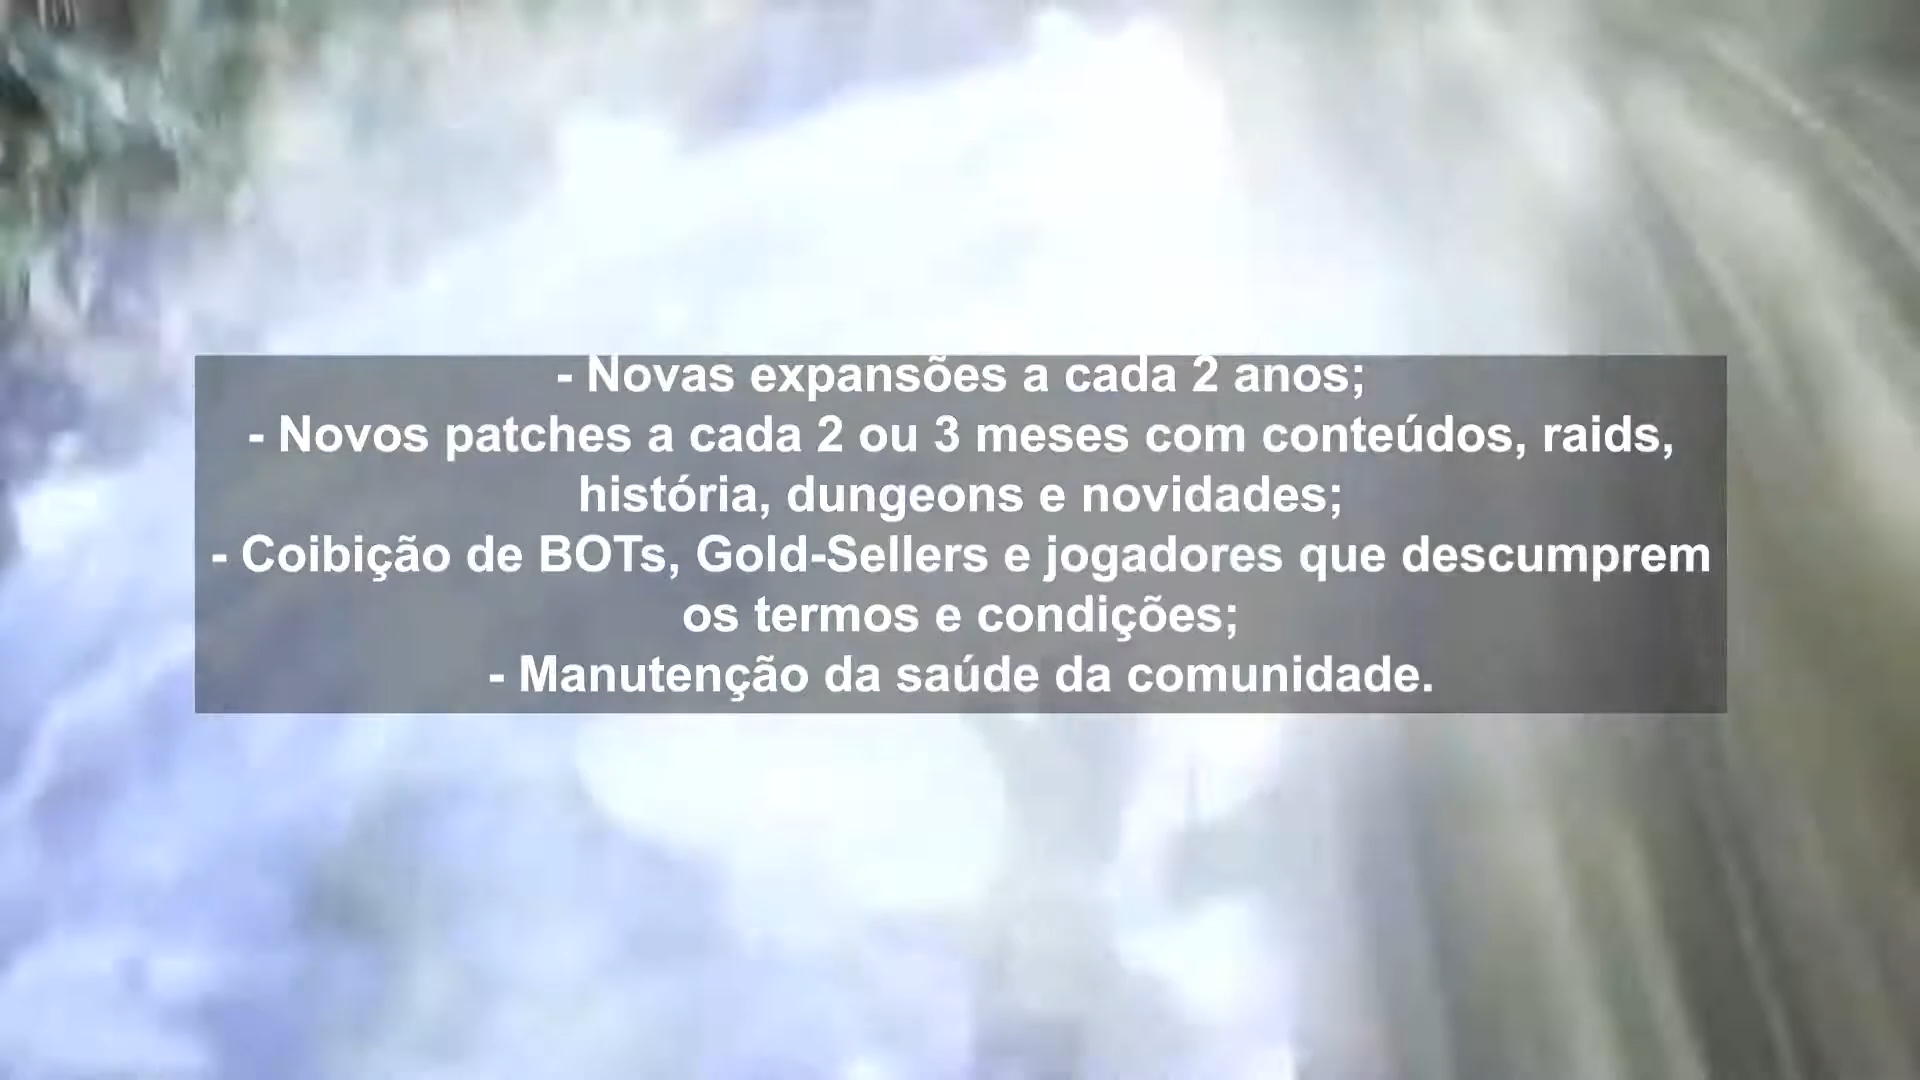 - Novas expansões a cada 2 anos;
- Novos patches a cada 2 ou 3 meses com conteúdos, raids,
história, dungeons e novidades;
- Coibição de BOTs, Gold-Sellers e jogadores que descumprem
os termos e condições;
- Manutenção da saúde da comunidade.